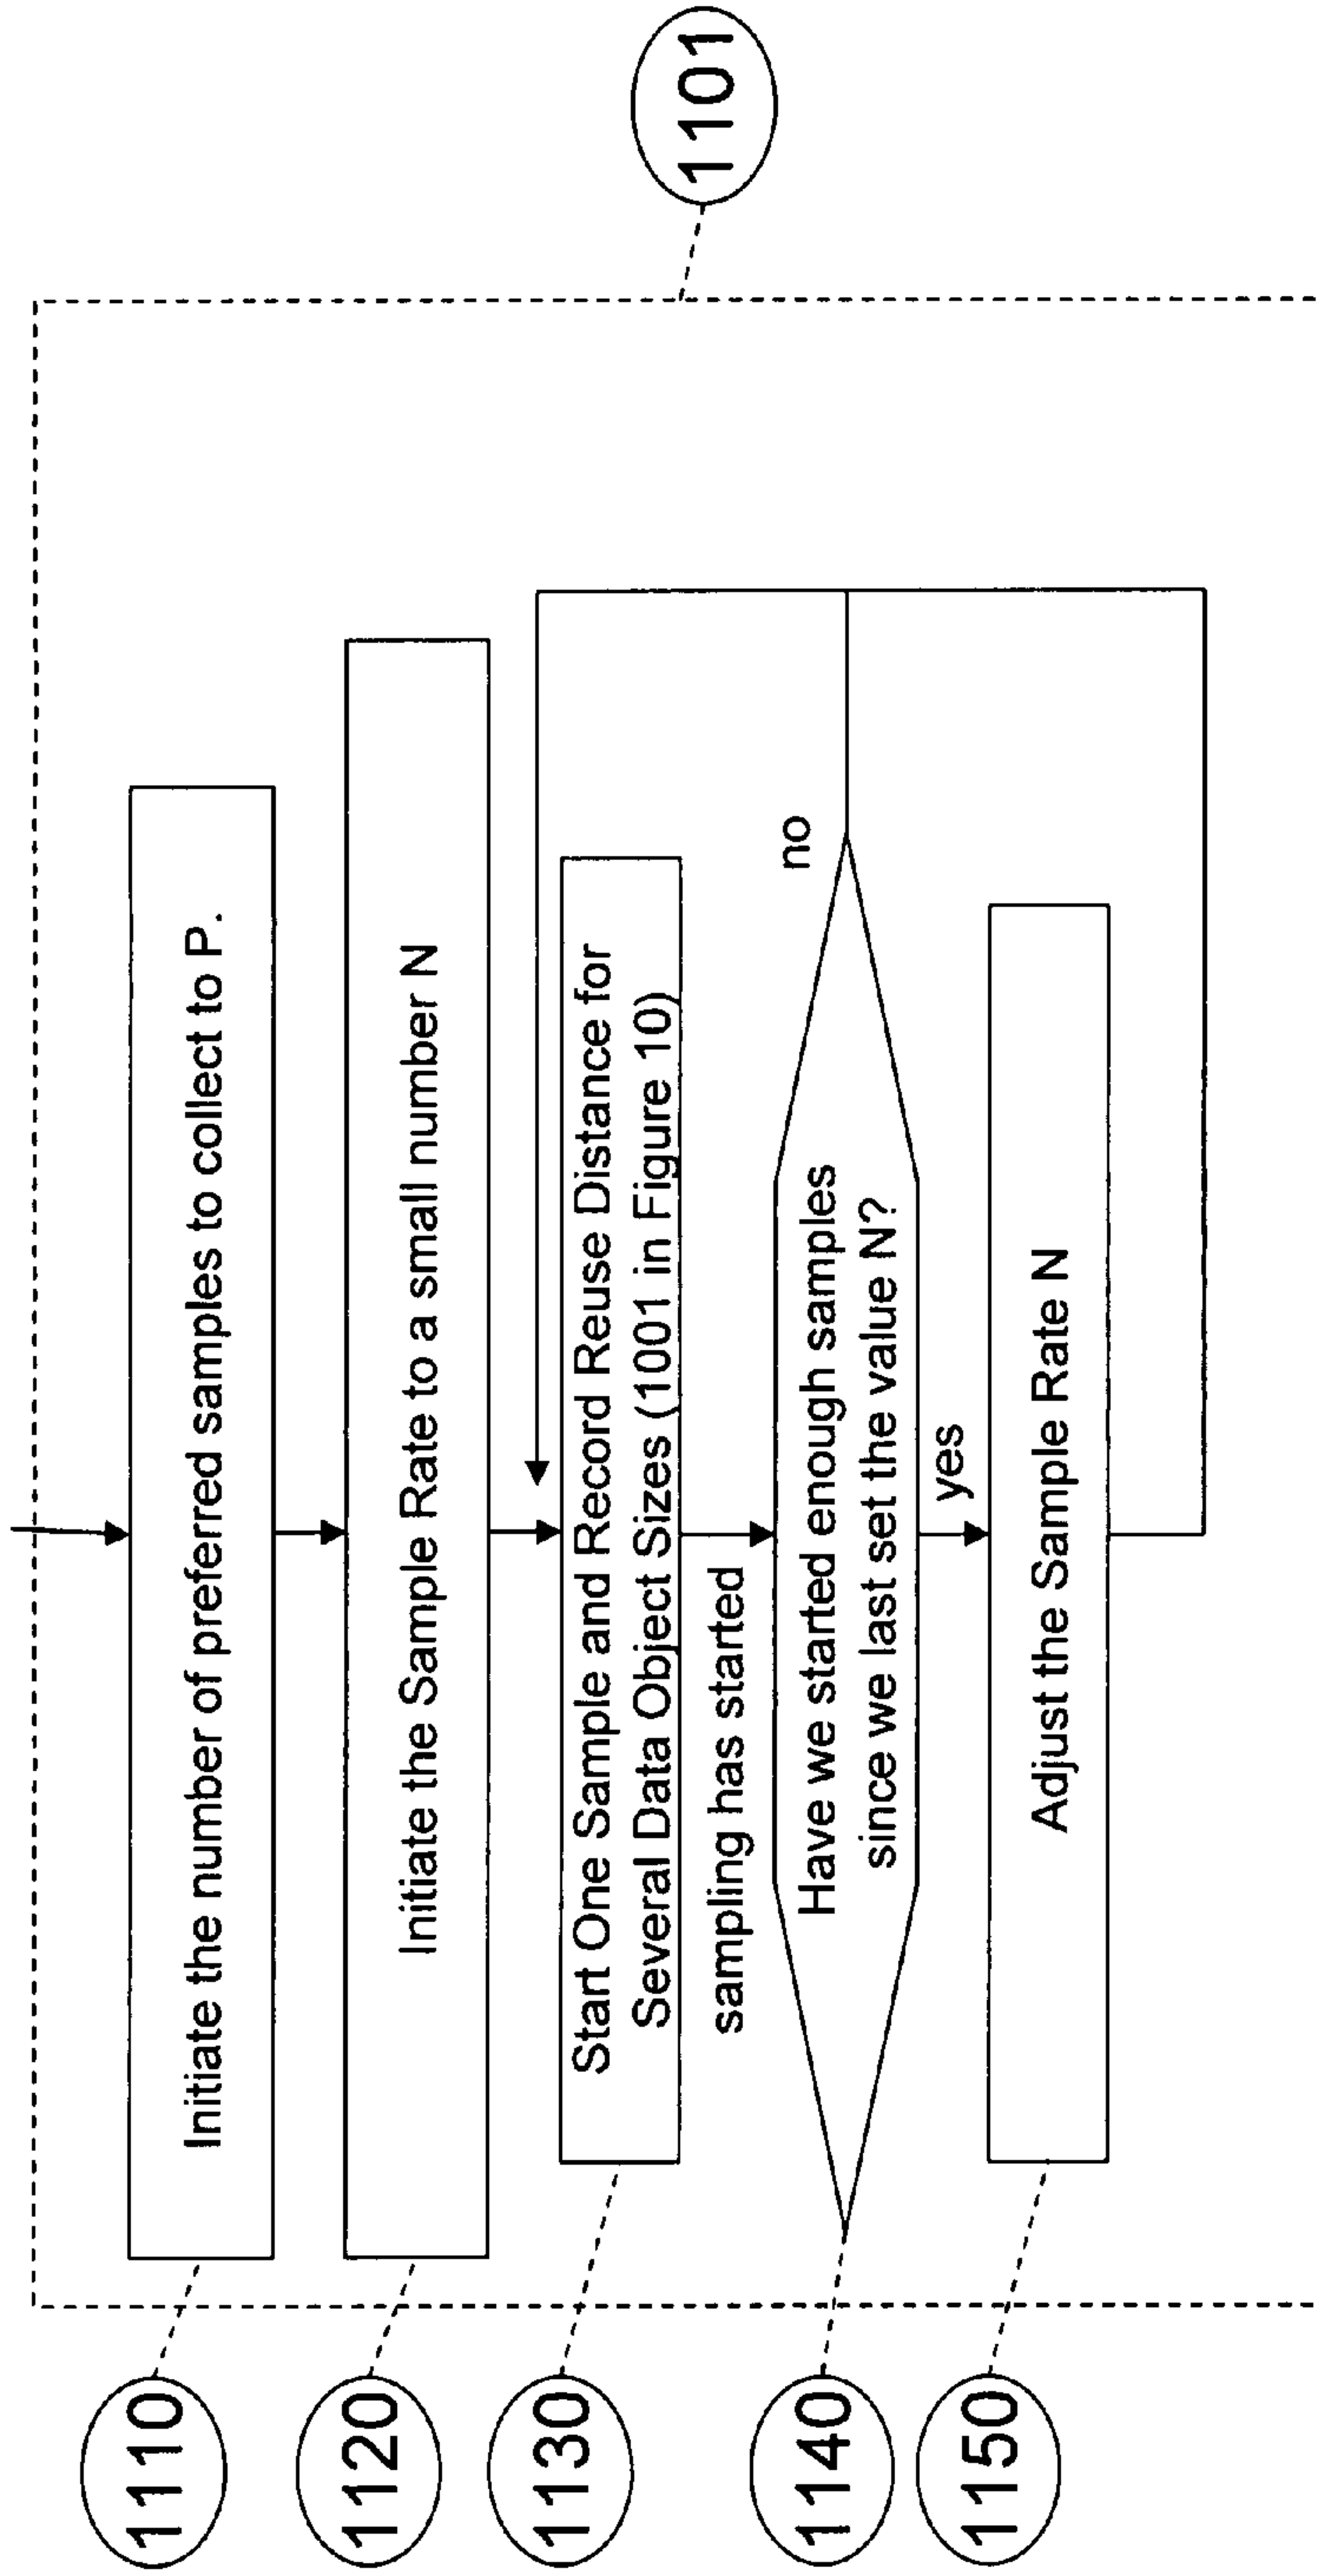 1101
1110
Initiate the number of preferred samples to collect to P.
1120
Initiate the Sample Rate to a small number N
1130
Start One Sample and Record Reuse Distance for
Several Data Object Sizes (1001 in Figure 10)
sampling has started
1140
Have we started enough samples
since we last set the value N?
no
yes
1150
Adjust the Sample Rate N